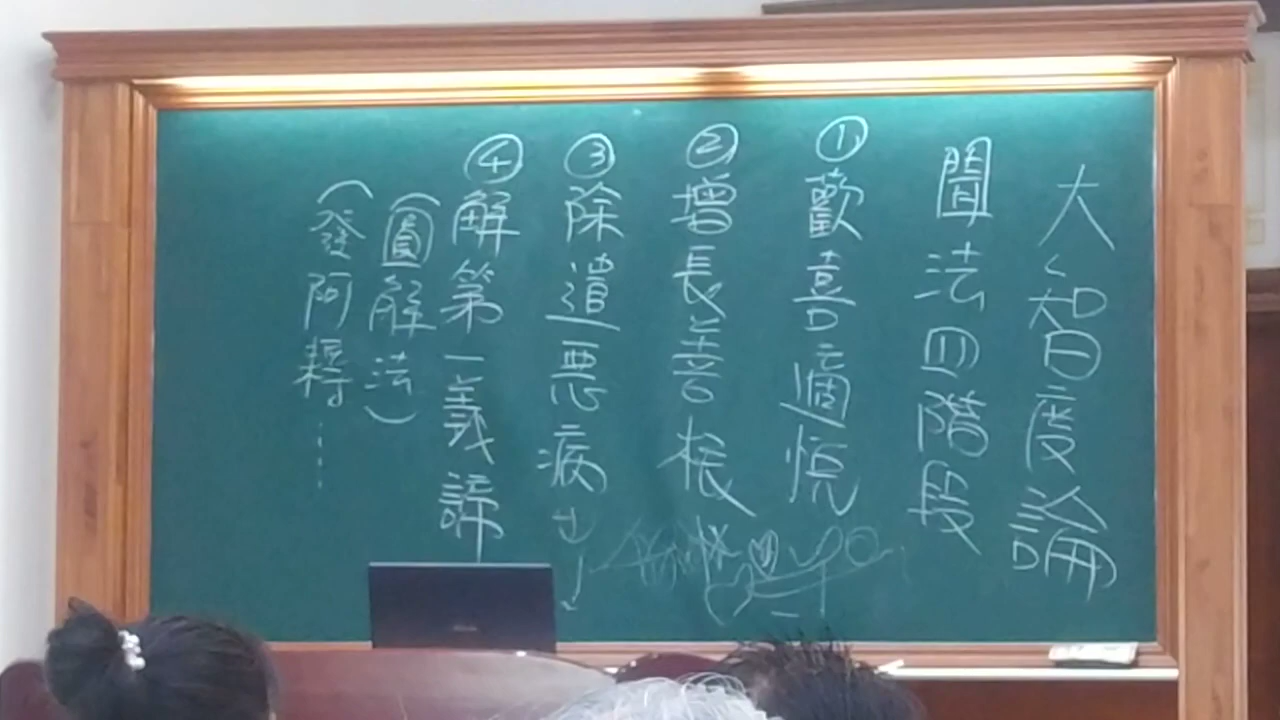 大智度論
聞法四階段
①歡喜適悅
②增長善根
③除遣惡病
④解第一義諦
(圓解法)
(發阿耨……